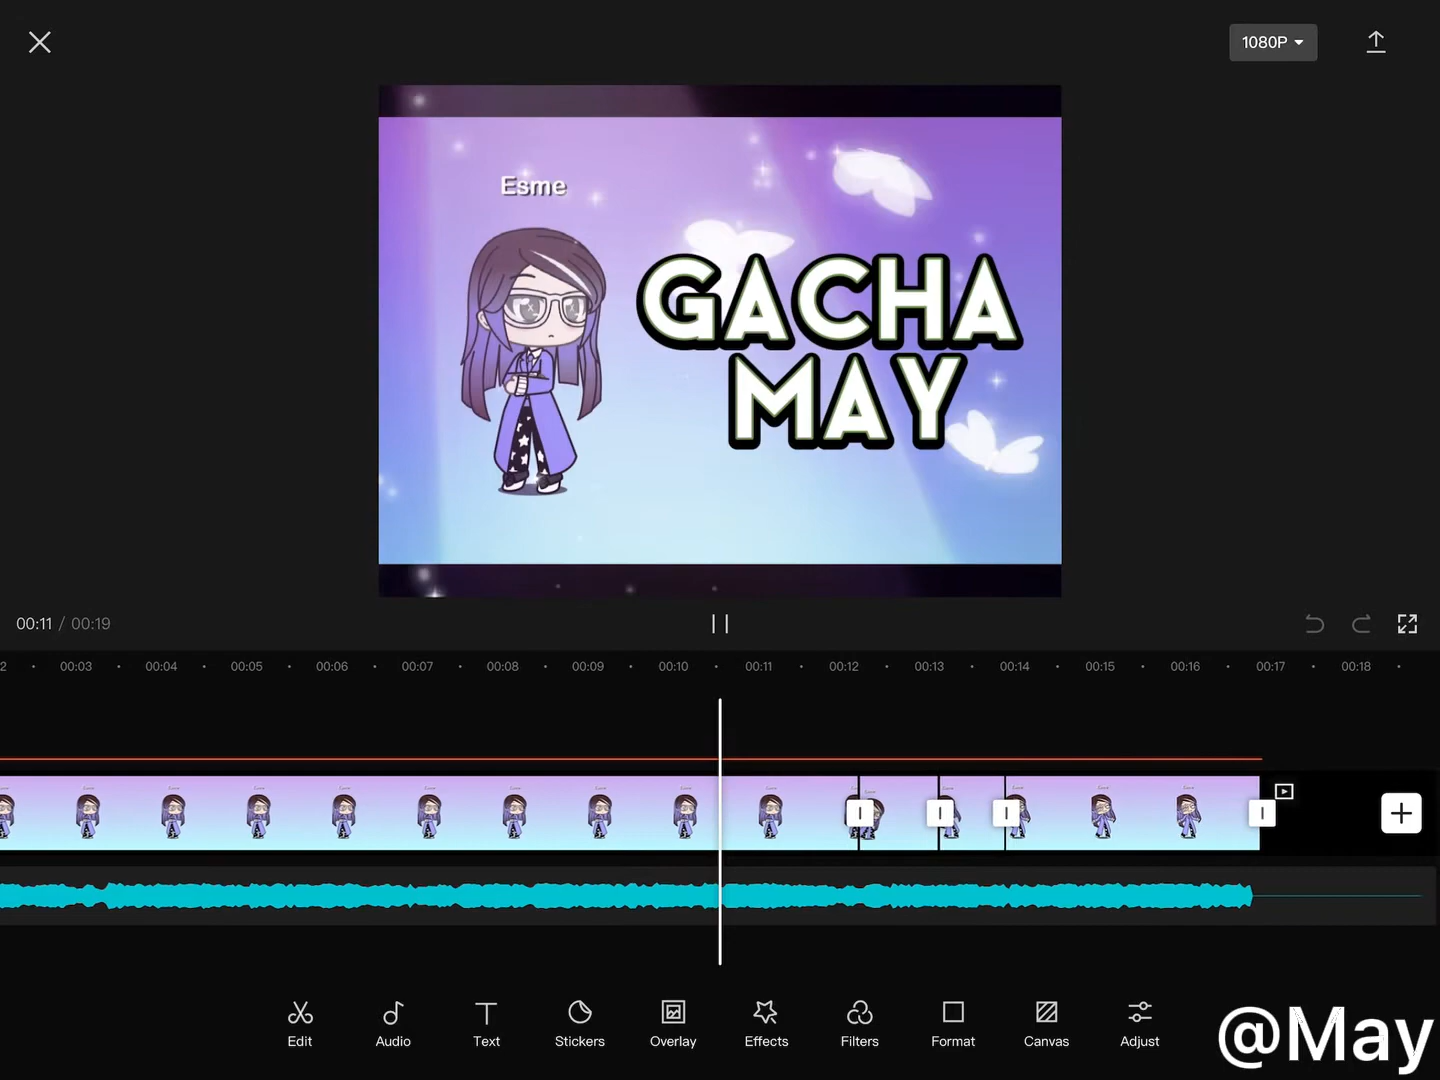 1080P
Esme
GACHA
MAY
00:11 / 00:19
2 00:03 00:04 00:05 00:06 00:07 00:08 00:09 00:10 00:11 00:12 00:13 00:14 00:15 00:16 00:17 00:18
Edit Audio Text Stickers Overlay Effects Filters Format Canvas Adjust
@May